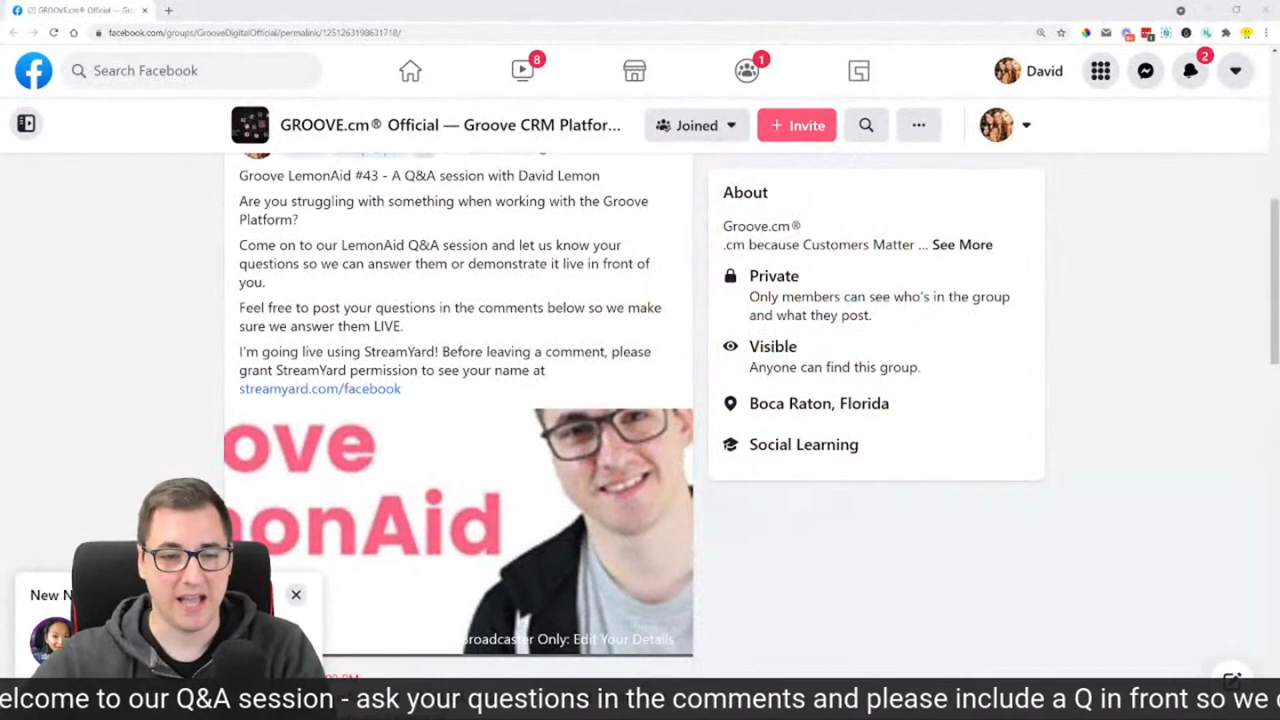 GROOVE.cm® Official — Gr
facebook.com/groups/GrooveDigitalOfficial/permalink/1251263198631718/
Search Facebook
8
1
David
2
GROOVE.cm® Official — Groove CRM Platfor...
Joined
+ Invite
Groove LemonAid #43 - A Q&A session with David Lemon
Are you struggling with something when working with the Groove
Platform?
Come on to our LemonAid Q&A session and let us know your
questions so we can answer them or demonstrate it live in front of
you.
Feel free to post your questions in the comments below so we make
sure we answer them LIVE.
I'm going live using StreamYard! Before leaving a comment, please
grant StreamYard permission to see your name at
streamyard.com/facebook
ove
monAid
Broadcaster Only: Edit Your Details
About
Groove.cm®
.cm because Customers Matter ... See More
Private
Only members can see who's in the group
and what they post.
Visible
Anyone can find this group.
Boca Raton, Florida
Social Learning
New N
elcome to our Q&A session - ask your questions in the comments and please include a Q in front so we